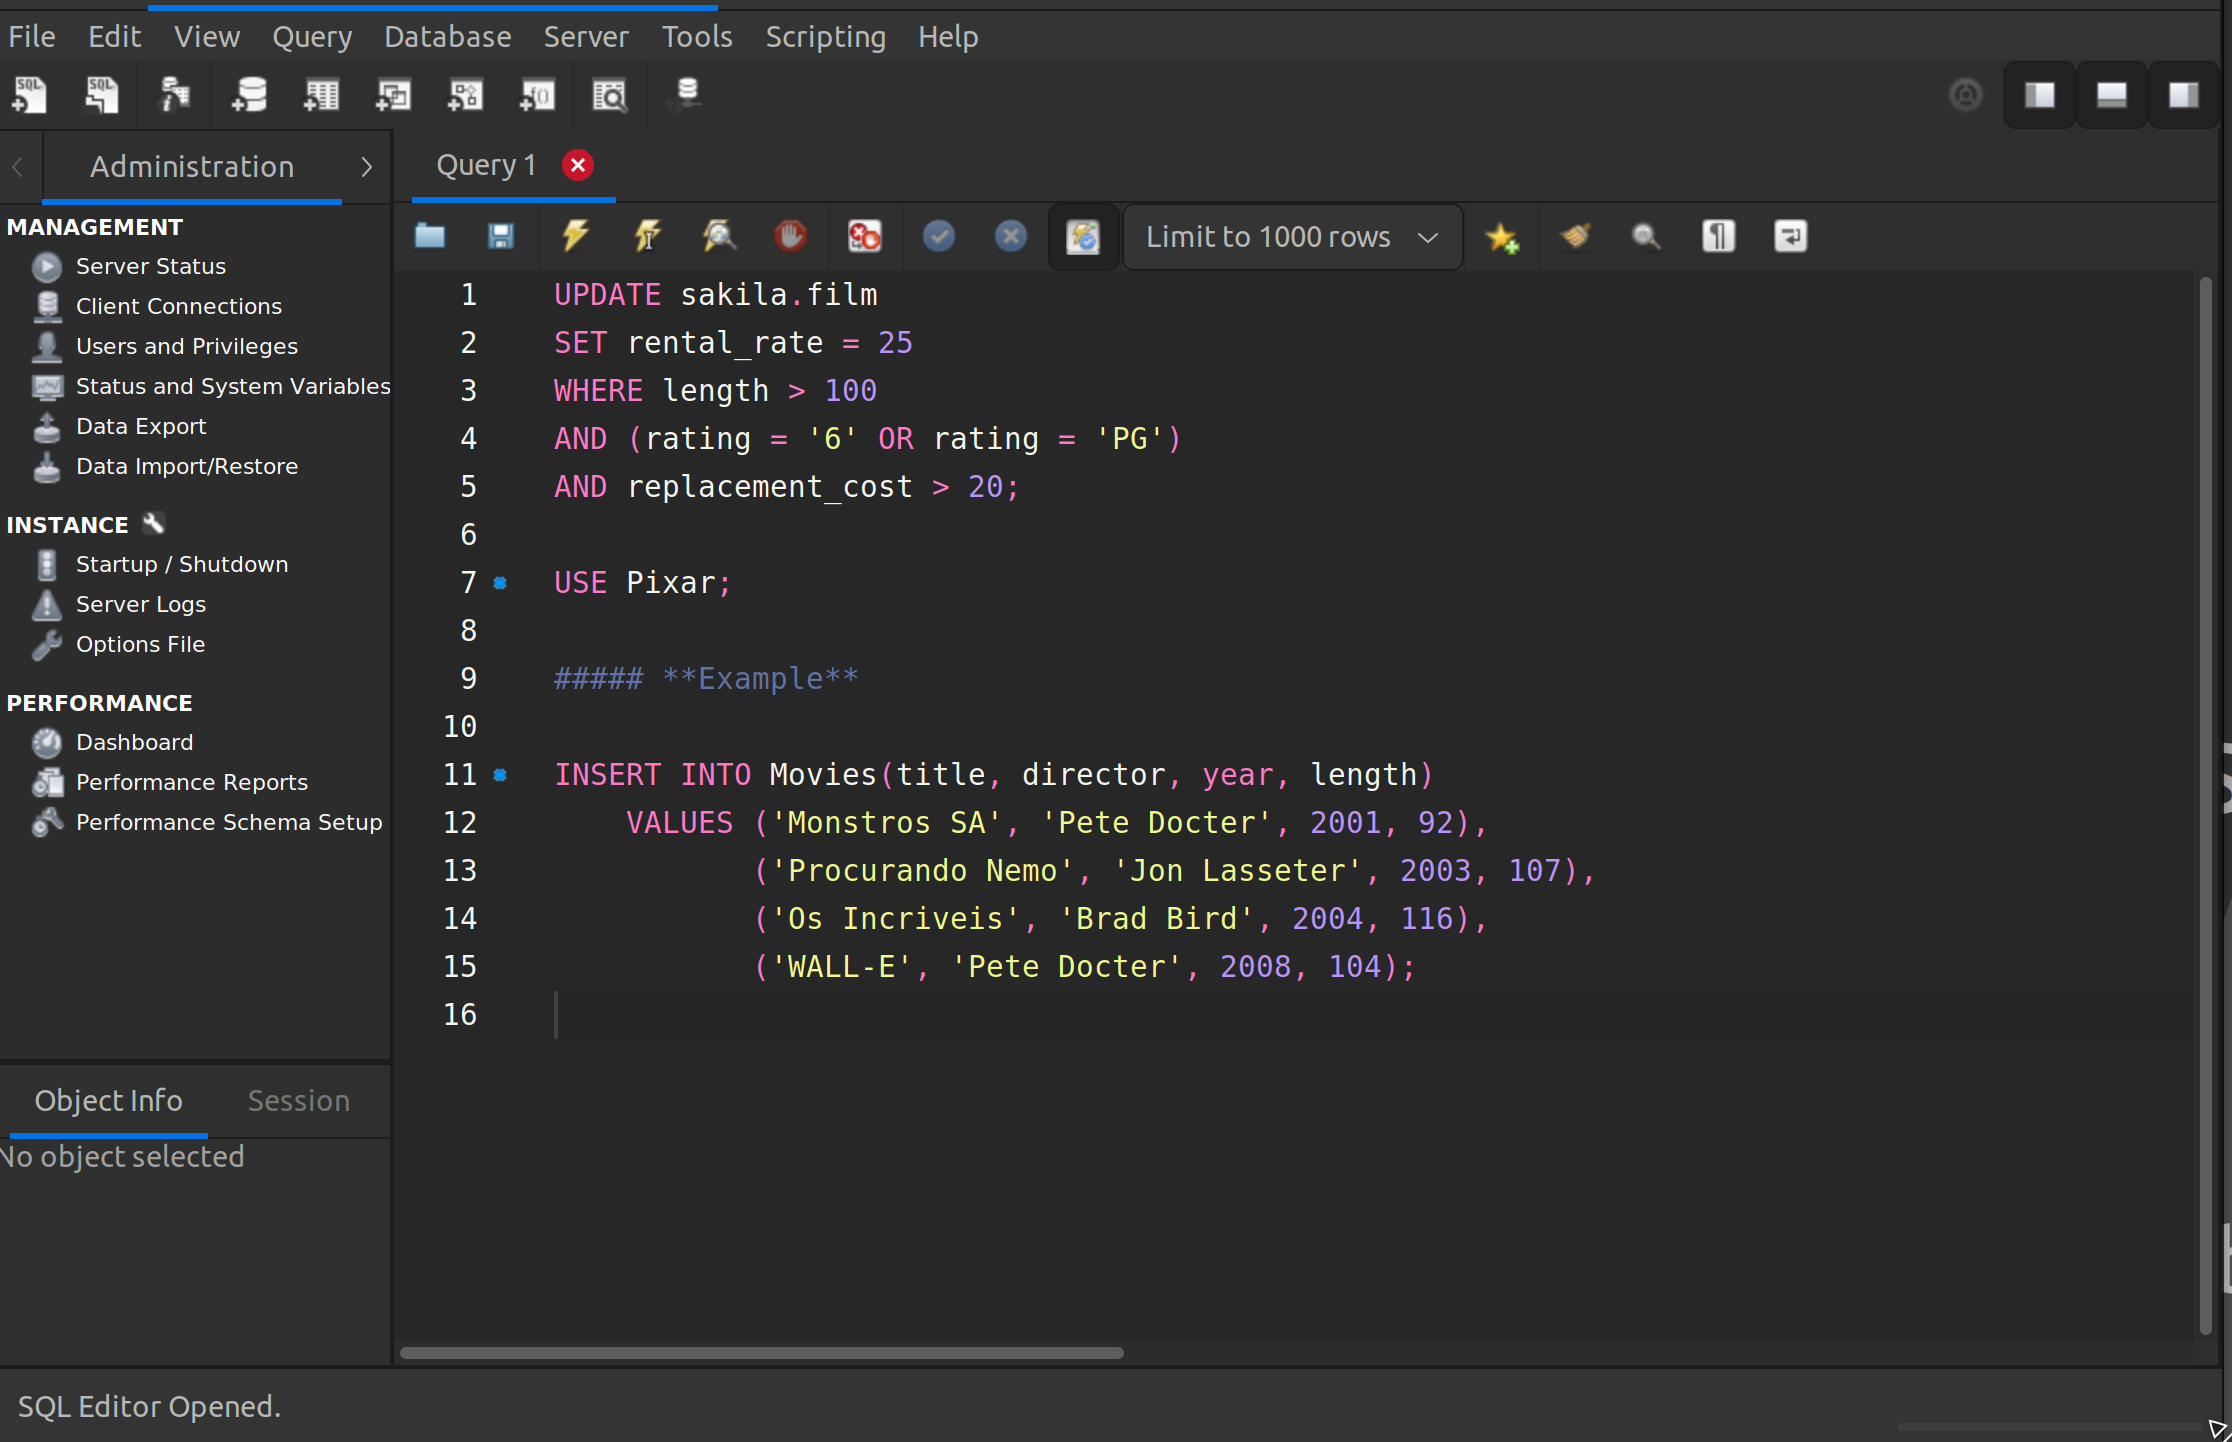 File Edit View Query Database Server Tools Scripting Help
Administration
Query 1
MANAGEMENT
Server Status
Client Connections
Users and Privileges
Status and System Variables
Data Export
Data Import/Restore
INSTANCE
Startup / Shutdown
Server Logs
Options File
PERFORMANCE
Dashboard
Performance Reports
Performance Schema Setup
Object Info Session
No object selected
Limit to 1000 rows
1 UPDATE sakila.film
2 SET rental_rate = 25
3 WHERE length > 100
4 AND (rating = '6' OR rating = 'PG')
5 AND replacement_cost > 20;
6
7 USE Pixar;
8
9 ##### **Example**
10
11 INSERT INTO Movies(title, director, year, length)
12 VALUES ('Monstros SA', 'Pete Docter', 2001, 92),
13 ('Procurando Nemo', 'Jon Lasseter', 2003, 107),
14 ('Os Incriveis', 'Brad Bird', 2004, 116),
15 ('WALL-E', 'Pete Docter', 2008, 104);
16
SQL Editor Opened.